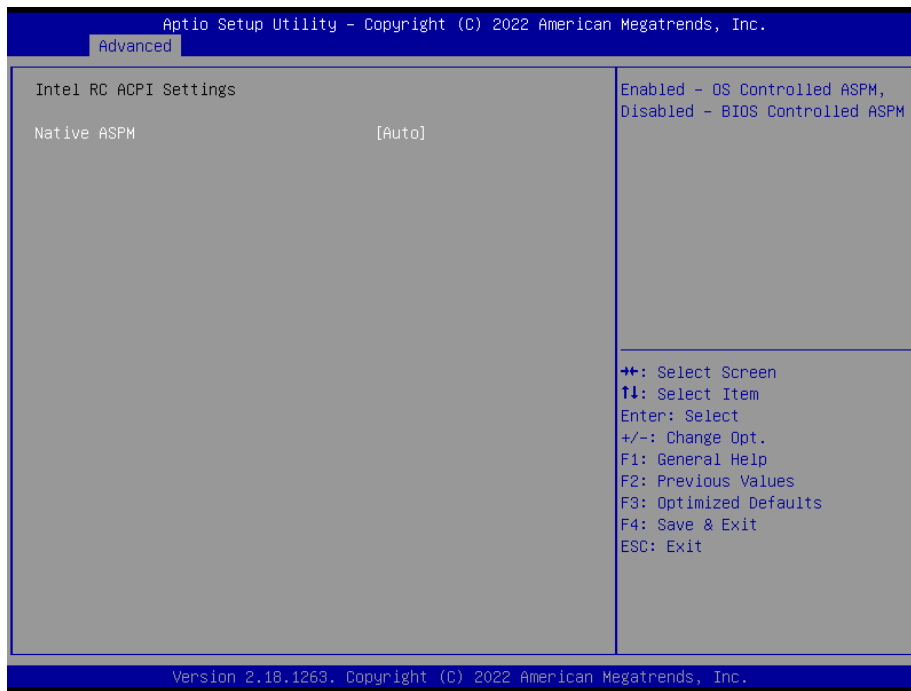 Aptio Setup Utility – Copyright (C) 2022 American Megatrends, Inc.
Advanced
Intel RC ACPI Settings
Native ASPM [Auto]
Enabled – OS Controlled ASPM,
Disabled – BIOS Controlled ASPM
→←: Select Screen
↑↓: Select Item
Enter: Select
+/-: Change Opt.
F1: General Help
F2: Previous Values
F3: Optimized Defaults
F4: Save & Exit
ESC: Exit
Version 2.18.1263. Copyright (C) 2022 American Megatrends, Inc.